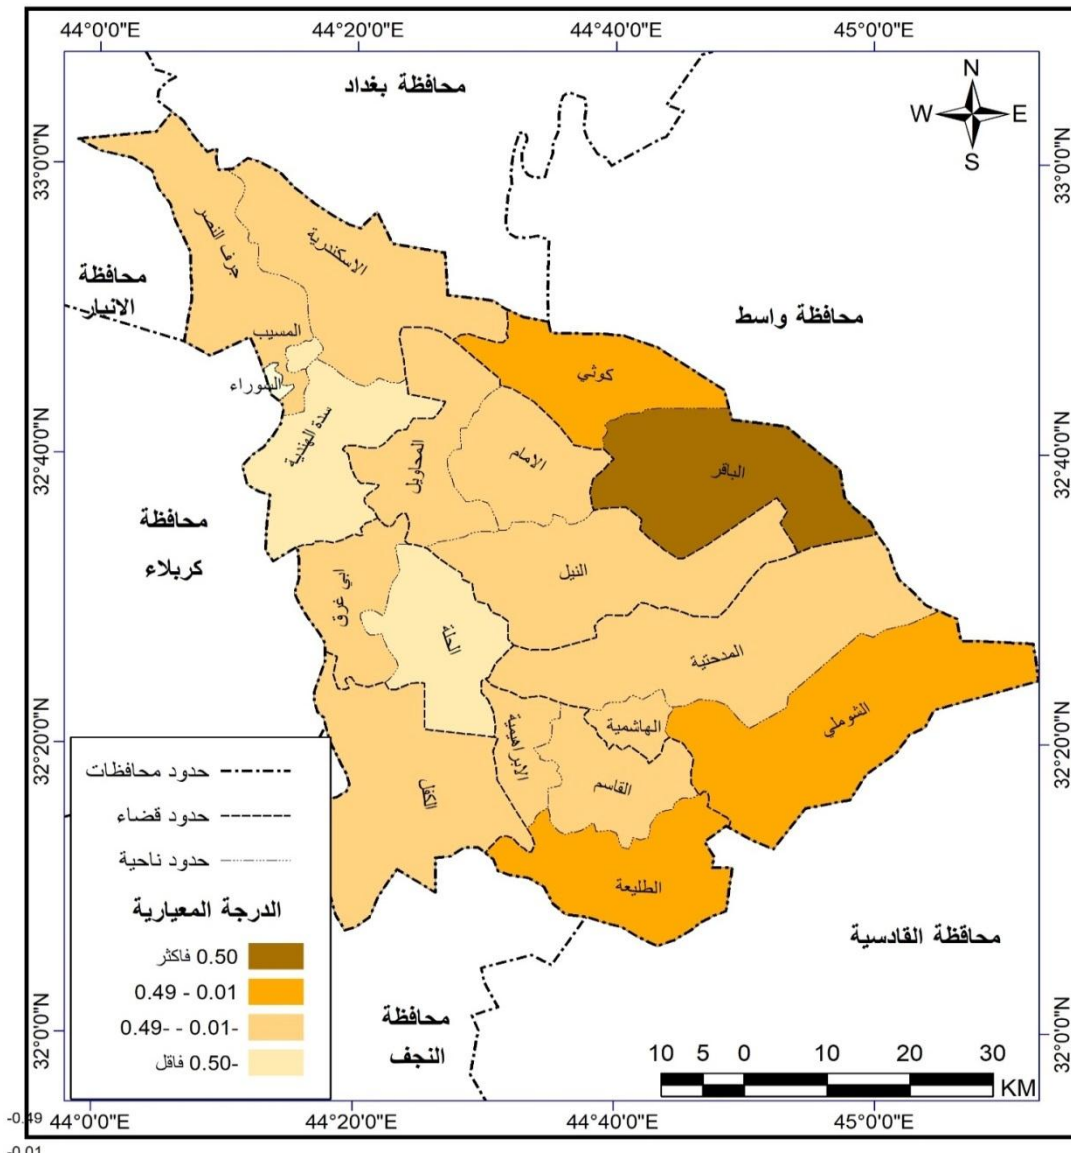 44°0'0"E
44°20'0"E
44°40'0"E
45°0'0"E
محافظة بغداد
N
W
E
S
33°0'0"N
33°0'0"N
جرف النصر
الاسكندرية
محافظة
الانبار
محافظة واسط
المسيب
السوراء
كوثي
سدة الهندية
المحاويل
الامام
الباقر
32°40'0"N
32°40'0"N
محافظة
كربلاء
ابي غرق
النيل
الحلة
المدحتية
الشوملي
32°20'0"N
32°20'0"N
الهاشمية
الابراهيمية
القاسم
الكفل
الطليعة
حدود محافظات
حدود قضاء
حدود ناحية
الدرجة المعيارية
0.50 فاكثر
0.49 - 0.01
0.49- - 0.01-
-0.50 فاقل
محاقظة القادسية
محافظة
النجف
32°0'0"N
32°0'0"N
10 5 0 10 20 30
KM
44°0'0"E
44°20'0"E
44°40'0"E
45°0'0"E
-0.49
-0.01